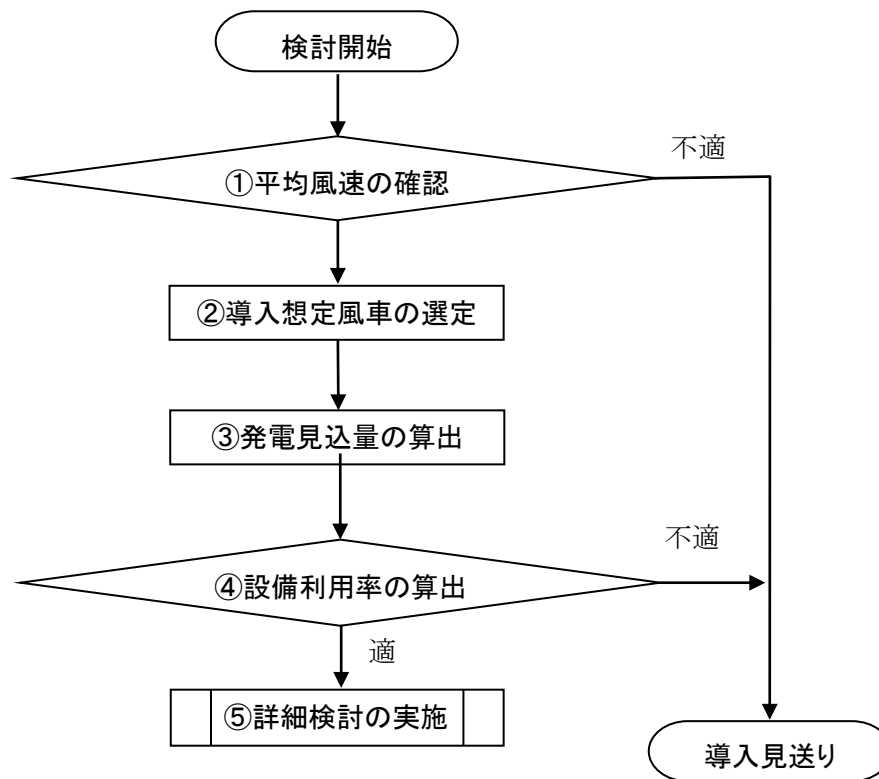 検討開始
不適
①平均風速の確認
②導入想定風車の選定
③発電見込量の算出
不適
④設備利用率の算出
適
⑤詳細検討の実施
導入見送り